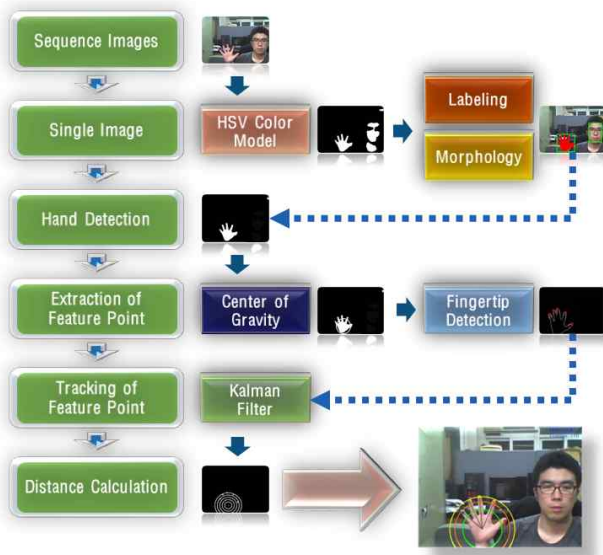 Sequence Images
Single Image
HSV Color
Model
Labeling
Morphology
Hand Detection
Extraction of
Feature Point
Center of
Gravity
Fingertip
Detection
Tracking of
Feature Point
Kalman
Filter
Distance Calculation